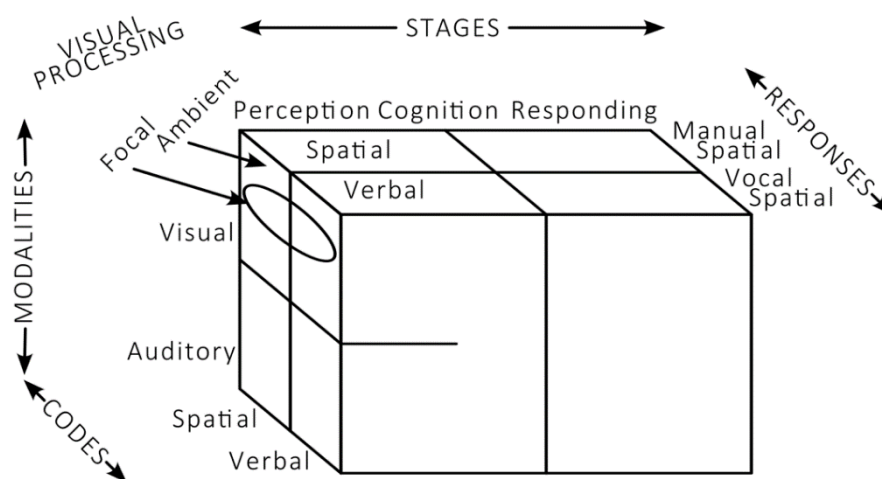 VISUAL
PROCESSING
STAGES
Focal
Ambient
Perception Cognition Responding
RESPONSES
Manual
Spatial
Vocal
Spatial
Spatial
Verbal
MODALITIES
Visual
Auditory
CODES
Spatial
Verbal